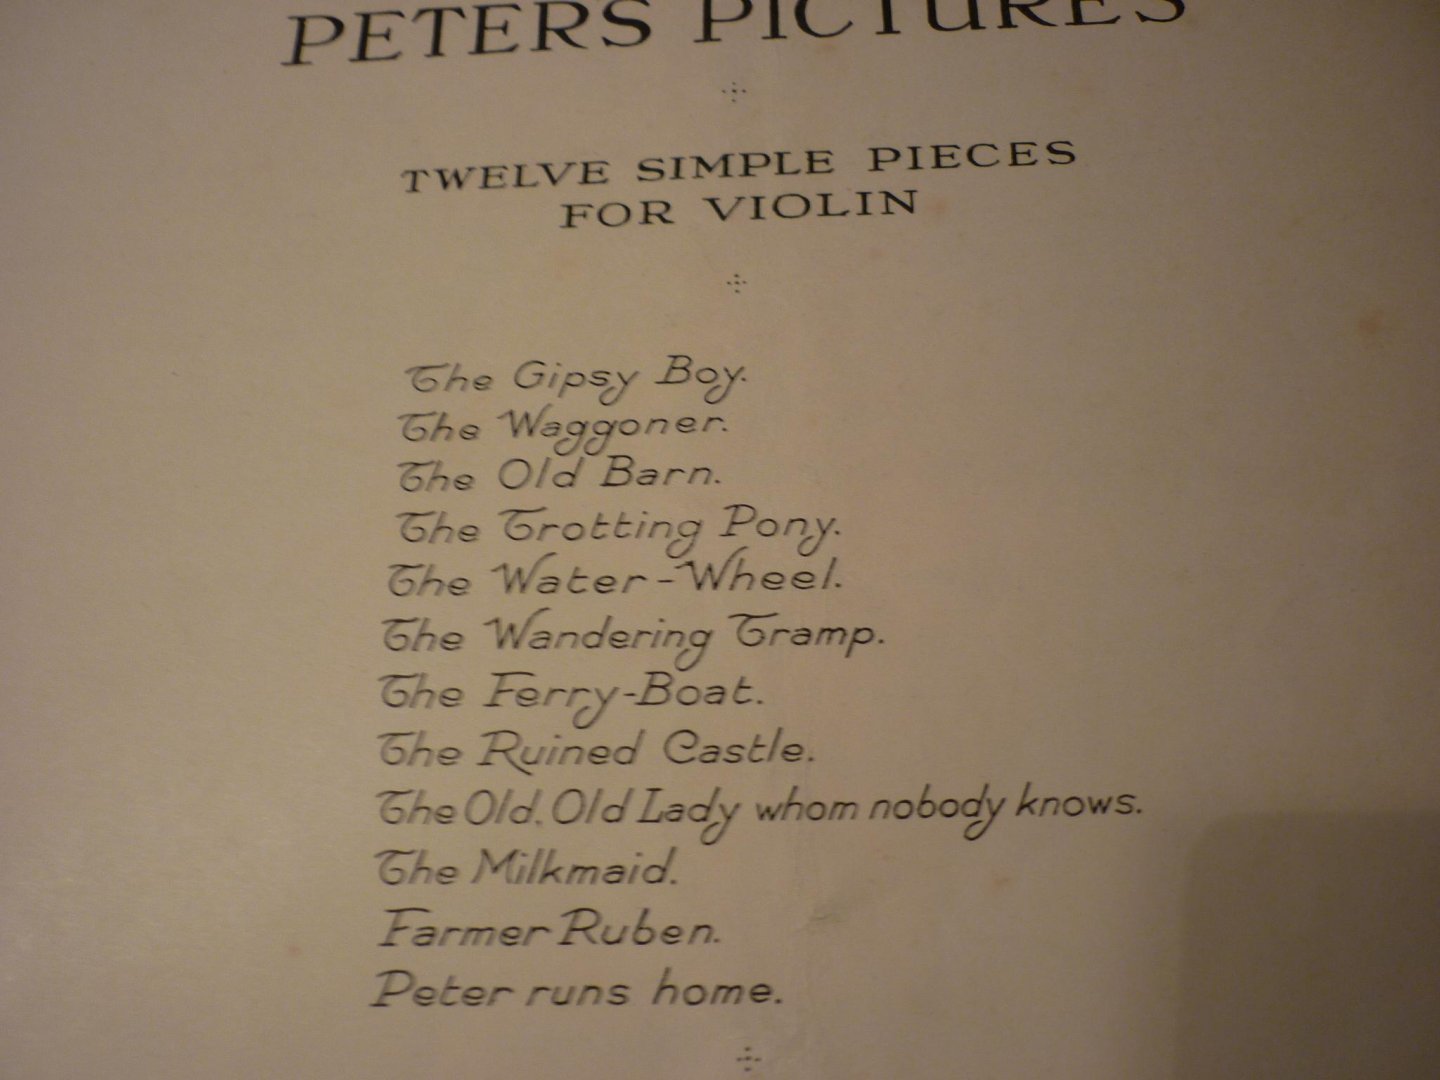 PETERS PICTURES
TWELVE SIMPLE PIECES
FOR VIOLIN
The Gipsy Boy.
The Waggoner.
The Old Barn.
The Trotting Pony.
The Water-Wheel.
The Wandering Tramp.
The Ferry-Boat.
The Ruined Castle.
The Old, Old Lady whom nobody knows.
The Milkmaid.
Farmer Ruben.
Peter runs home.